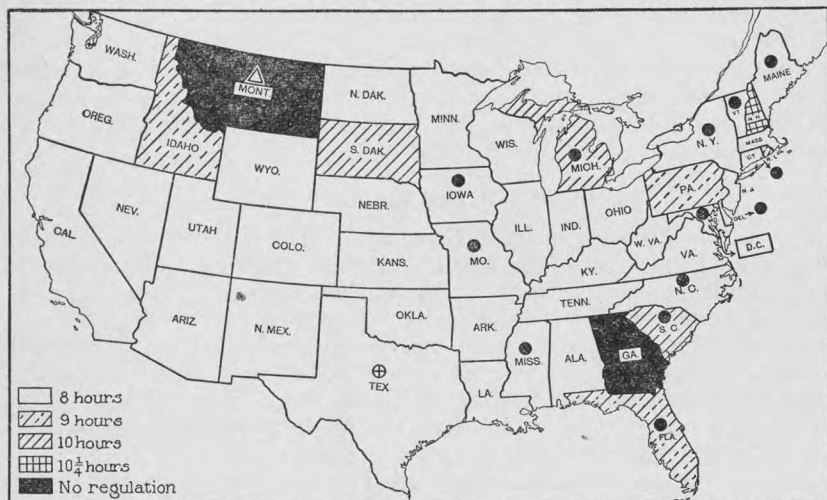 WASH.
MONT.
N. DAK.
MINN.
MAINE
OREG.
IDAHO
S. DAK.
WIS.
MICH.
N. Y.
VT
N H
MASS
CT.
R. I.
WYO.
IOWA
PA.
N J
NEBR.
NEV.
UTAH
COLO.
ILL.
IND.
OHIO
DEL
D.C.
W. VA.
VA.
CAL
KANS.
MO.
KY.
N. C.
TENN.
ARIZ.
N. MEX.
OKLA.
ARK.
S. C.
MISS.
ALA.
GA.
TEX
LA.
FLA.
8 hours
9 hours
10 hours
10 1/4 hours
No regulation